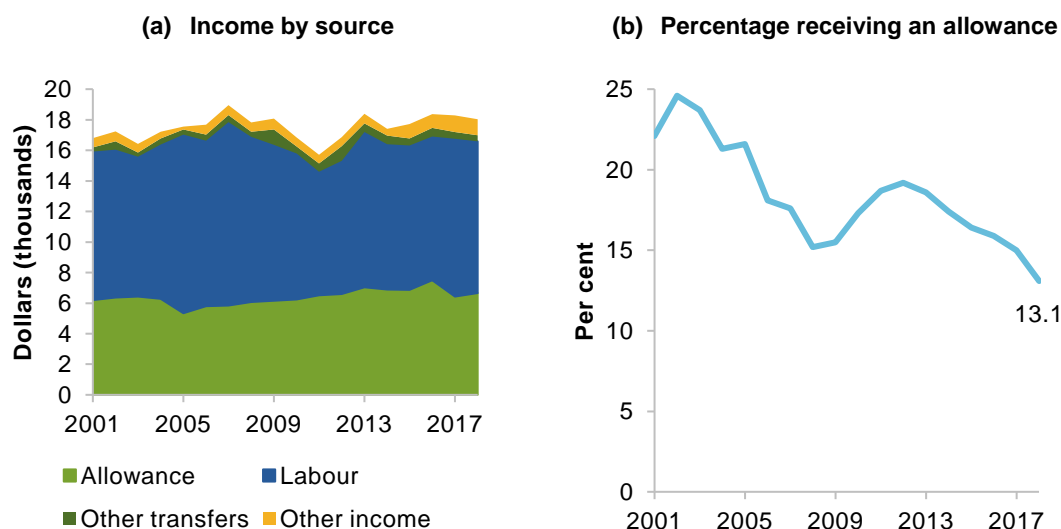 (a) Income by source
Dollars (thousands)
20
18
16
14
12
10
8
6
4
2
0
2001 2005 2009 2013 2017
Allowance Labour
Other transfers Other income
(b) Percentage receiving an allowance
Per cent
25
20
15
10
5
0
13.1
2001 2005 2009 2013 2017